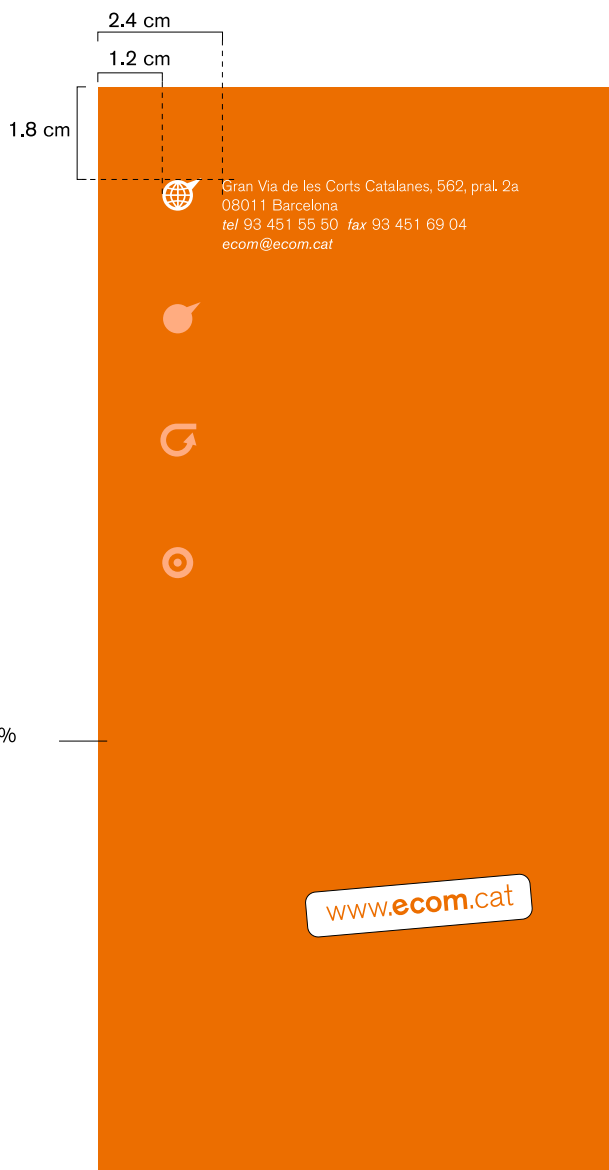 2.4 cm
1.2 cm
1.8 cm
Gran Via de les Corts Catalanes, 562, pral. 2a
08011 Barcelona
tel 93 451 55 50 fax 93 451 69 04
ecom@ecom.cat
%
www.ecom.cat